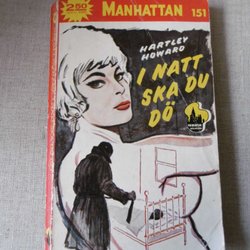 2.50
MANHATTAN 151
HARTLEY
HOWARD
I NATT
SKA DU
DÖ